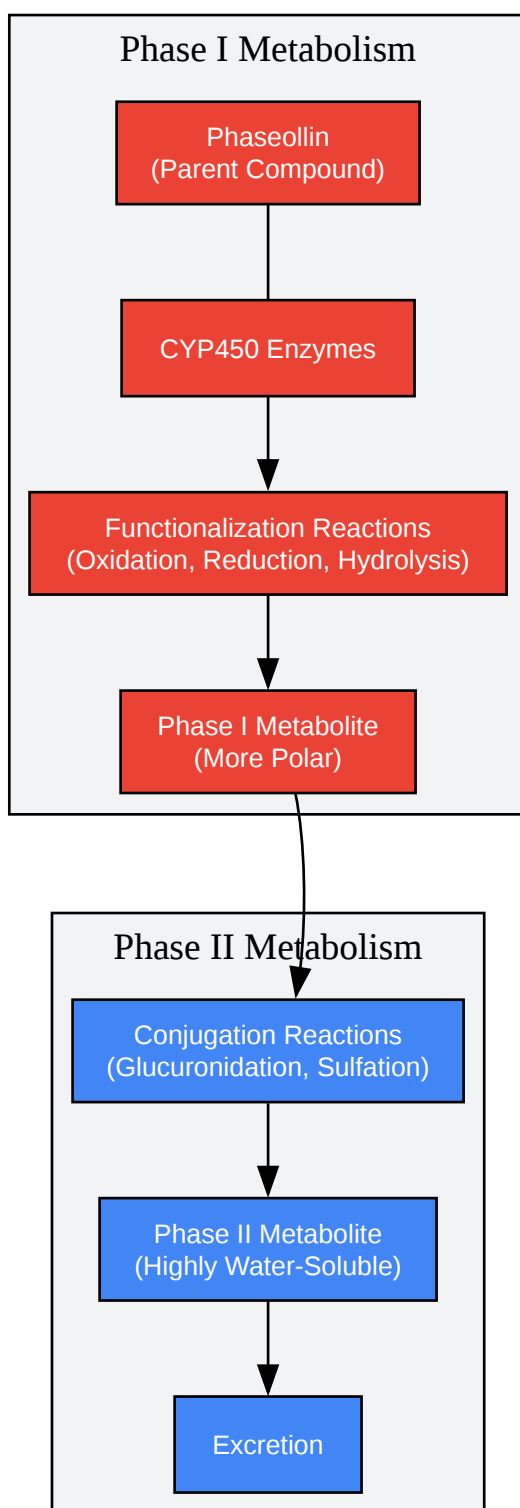 Phase I Metabolism
Phaseollin
(Parent Compound)
CYP450 Enzymes
Functionalization Reactions
(Oxidation, Reduction, Hydrolysis)
Phase I Metabolite
(More Polar)
Phase II Metabolism
Conjugation Reactions
(Glucuronidation, Sulfation)
Phase II Metabolite
(Highly Water-Soluble)
Excretion